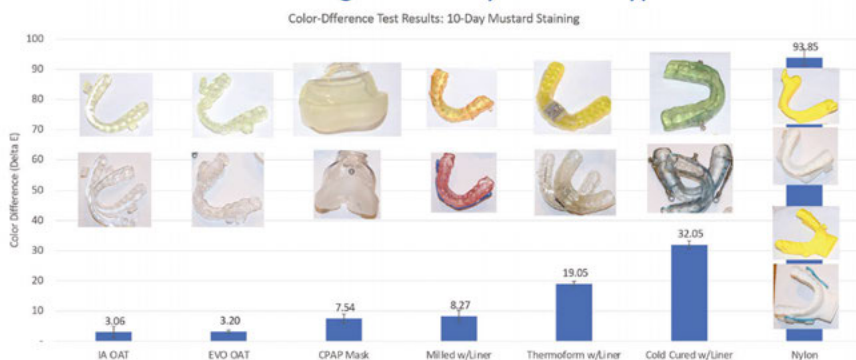 Color-Dfference Test Results: 10-Day Mustard Staining
Color Difference (Delta E)
100
90
80
70
60
50
40
30
20
10
-
3.06
3.20
7.54
8.27
19.05
32.05
93.85
IA OAT
EVO OAT
CPAP Mask
Milled w/Liner
Thermoform w/Liner
Cold Cured w/Liner
Nylon